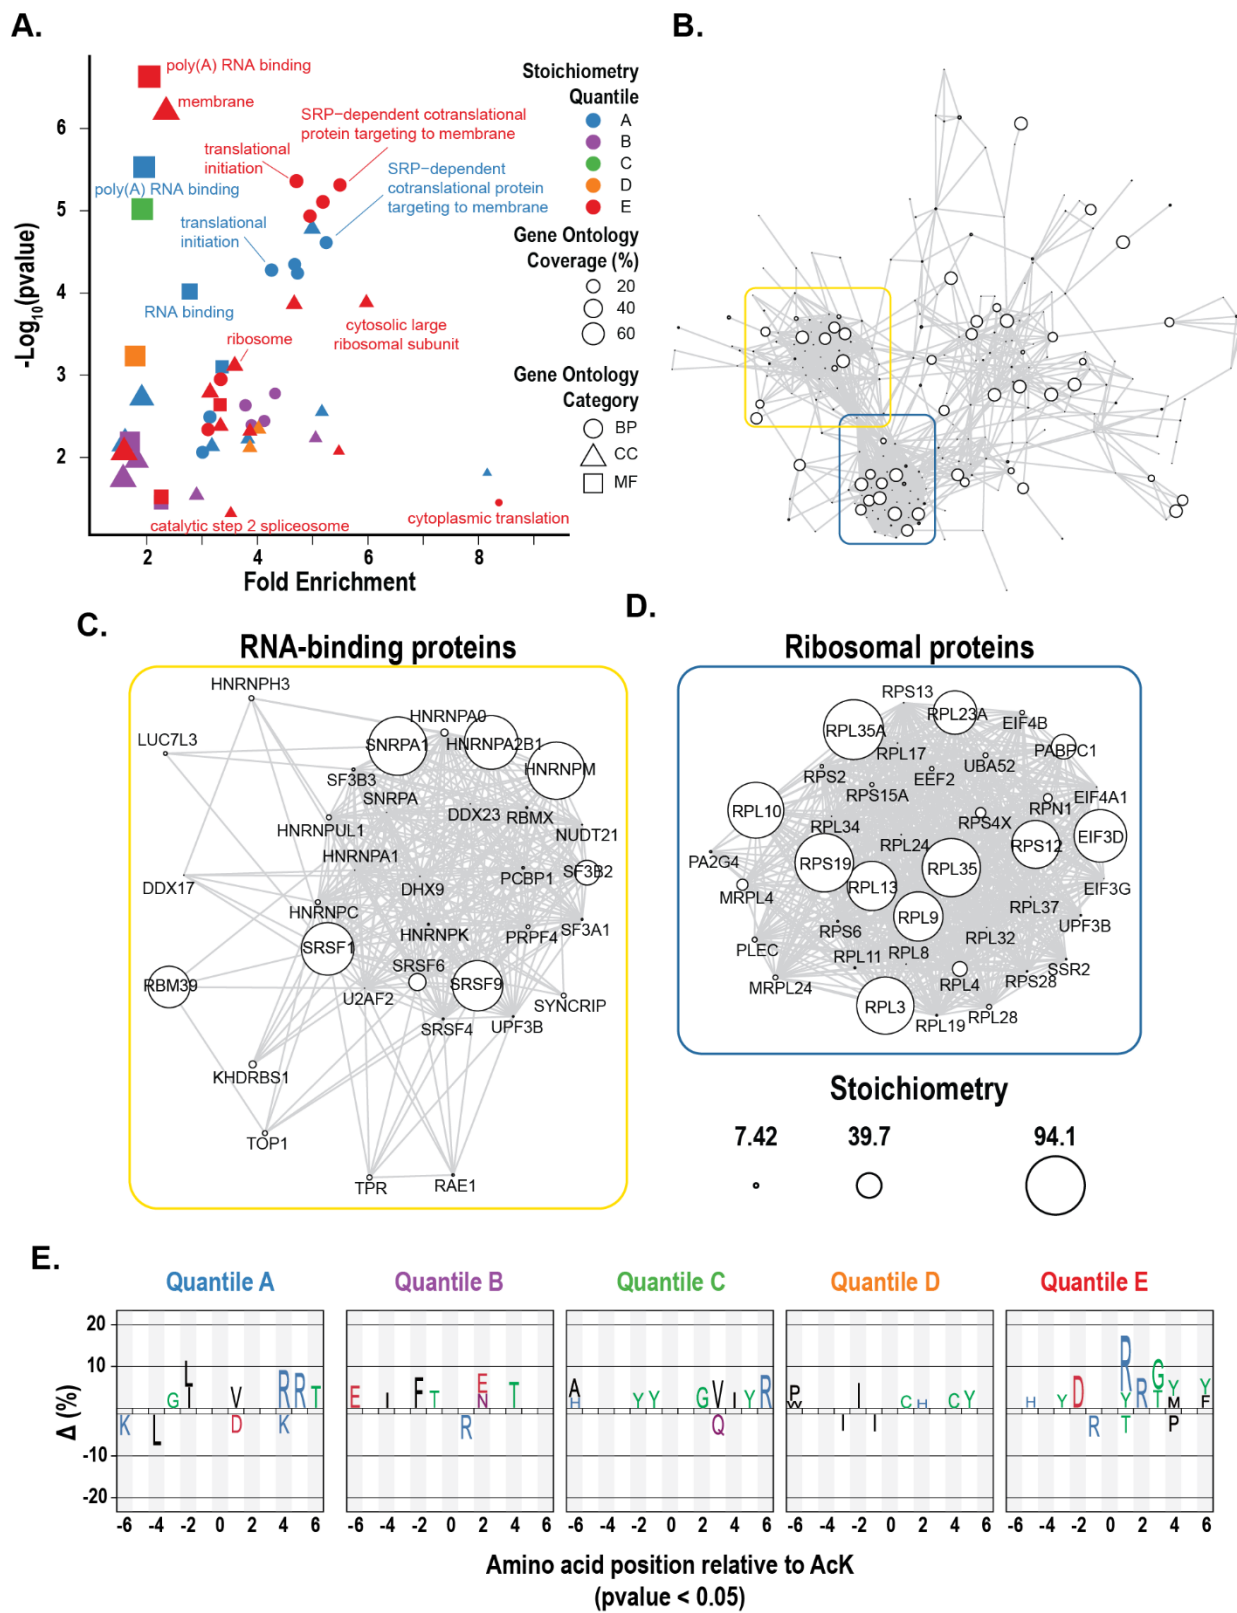 A.
B.
poly(A) RNA binding
membrane
SRP−dependent cotranslational
protein targeting to membrane
translational
initiation
SRP−dependent
cotranslational protein
targeting to membrane
poly(A) RNA binding
translational
initiation
RNA binding
ribosome
cytosolic large
ribosomal subunit
catalytic step 2 spliceosome
cytoplasmic translation
-Log10(pvalue)
6
5
4
3
2
2
4
6
8
Fold Enrichment
Stoichiometry
Quantile
A
B
C
D
E
Gene Ontology
Coverage (%)
20
40
60
Gene Ontology
Category
BP
CC
MF
C.
RNA-binding proteins
HNRNPH3
LUC7L3
HNRNPA0
SNRPA1
HNRNPA2B1
HNRNPM
SF3B3
SNRPA
DDX23
RBMX
NUDT21
HNRNPUL1
HNRNPA1
DDX17
DHX9
PCBP1
SF3B2
HNRNPC
HNRNPK
PRPF4
SF3A1
SRSF1
SRSF6
SRSF9
RBM39
U2AF2
SYNCRIP
SRSF4
UPF3B
KHDRBS1
TOP1
TPR
RAE1
D.
Ribosomal proteins
RPS13
RPL23A
EIF4B
RPL35A
RPL17
PABPC1
UBA52
RPS2
EEF2
RPS15A
RPN1
EIF4A1
RPL10
RPL34
RPS4X
RPL24
RPS12
EIF3D
PA2G4
RPS19
RPL35
RPL13
MRPL4
EIF3G
RPL9
RPL37
RPS6
UPF3B
RPL32
PLEC
RPL11
RPL8
SSR2
RPL4
RPS28
MRPL24
RPL3
RPL19
RPL28
Stoichiometry
7.42
39.7
94.1
E.
Quantile A
Quantile B
Quantile C
Quantile D
Quantile E
Δ (%)
20
10
-10
-20
K
L
G
L
I
V
D
R
K
R
T
E
I
F
T
R
E
N
T
A
H
Y
Y
G
V
Q
I
Y
R
P
W
I
I
I
C
H
C
Y
H
Y
D
R
R
Y
T
R
G
T
Y
M
P
Y
F
-6 -4 -2 0 2 4 6
-6 -4 -2 0 2 4 6
-6 -4 -2 0 2 4 6
-6 -4 -2 0 2 4 6
-6 -4 -2 0 2 4 6
Amino acid position relative to AcK
(pvalue < 0.05)